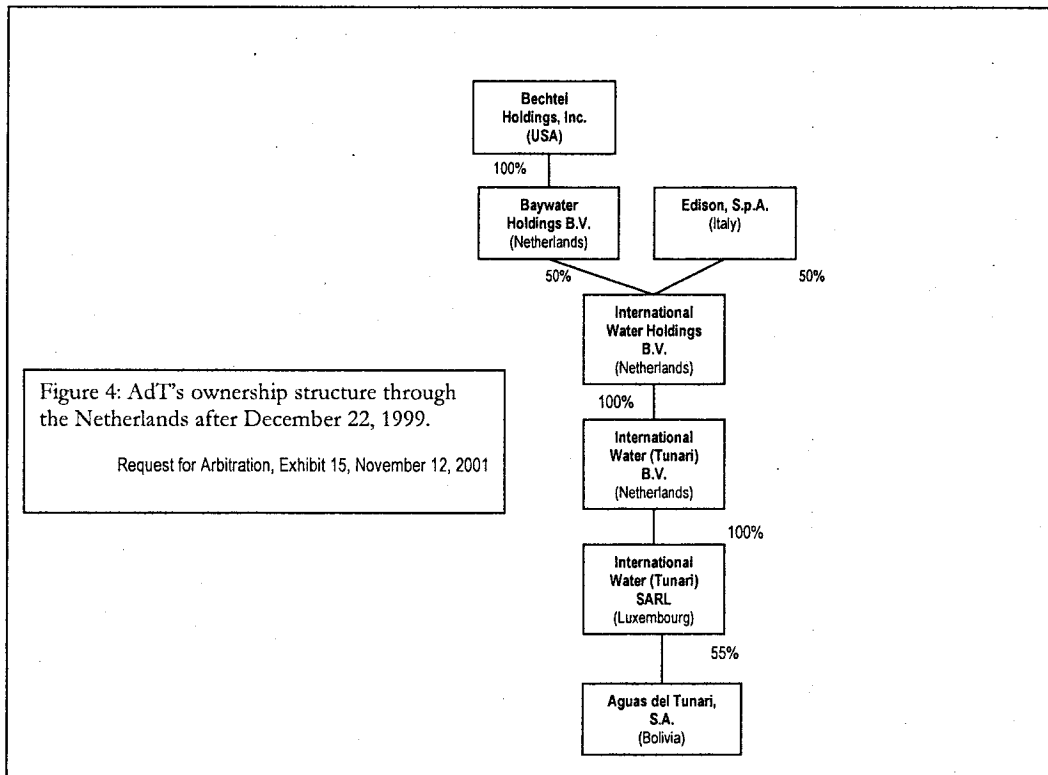 Bechtel
Holdings, Inc.
(USA)
100%
Baywater
Holdings B.V.
(Netherlands)
Edison, S.p.A.
(Italy)
50%
50%
International
Water Holdings
B.V.
(Netherlands)
Figure 4: AdT's ownership structure through
the Netherlands after December 22, 1999.
Request for Arbitration, Exhibit 15, November 12, 2001
100%
International
Water (Tunari)
B.V.
(Netherlands)
100%
International
Water (Tunari)
SARL
(Luxembourg)
55%
Aguas del Tunari,
S.A.
(Bolivia)